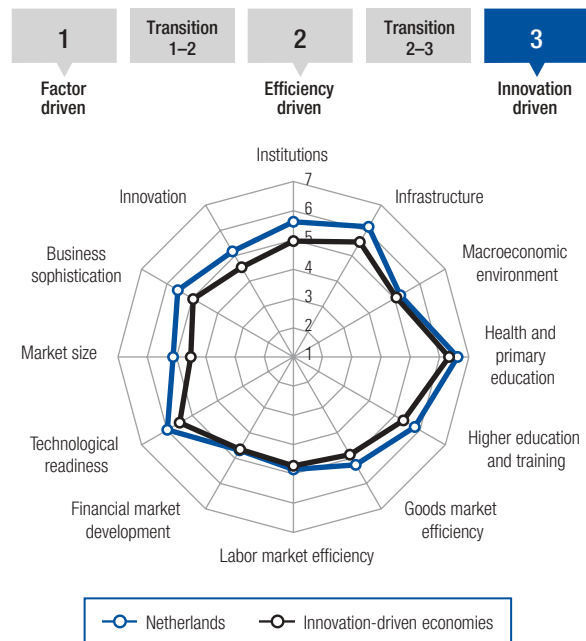 1
Transition
1–2
2
Transition
2–3
3
Factor
driven
Efficiency
driven
Innovation
driven
Institutions
7
Innovation
Infrastructure
6
5
Business
sophistication
Macroeconomic
environment
4
3
2
Market size
1
Health and
primary
education
Technological
readiness
Higher education
and training
Financial market
development
Goods market
efficiency
Labor market efficiency
Netherlands
Innovation-driven economies